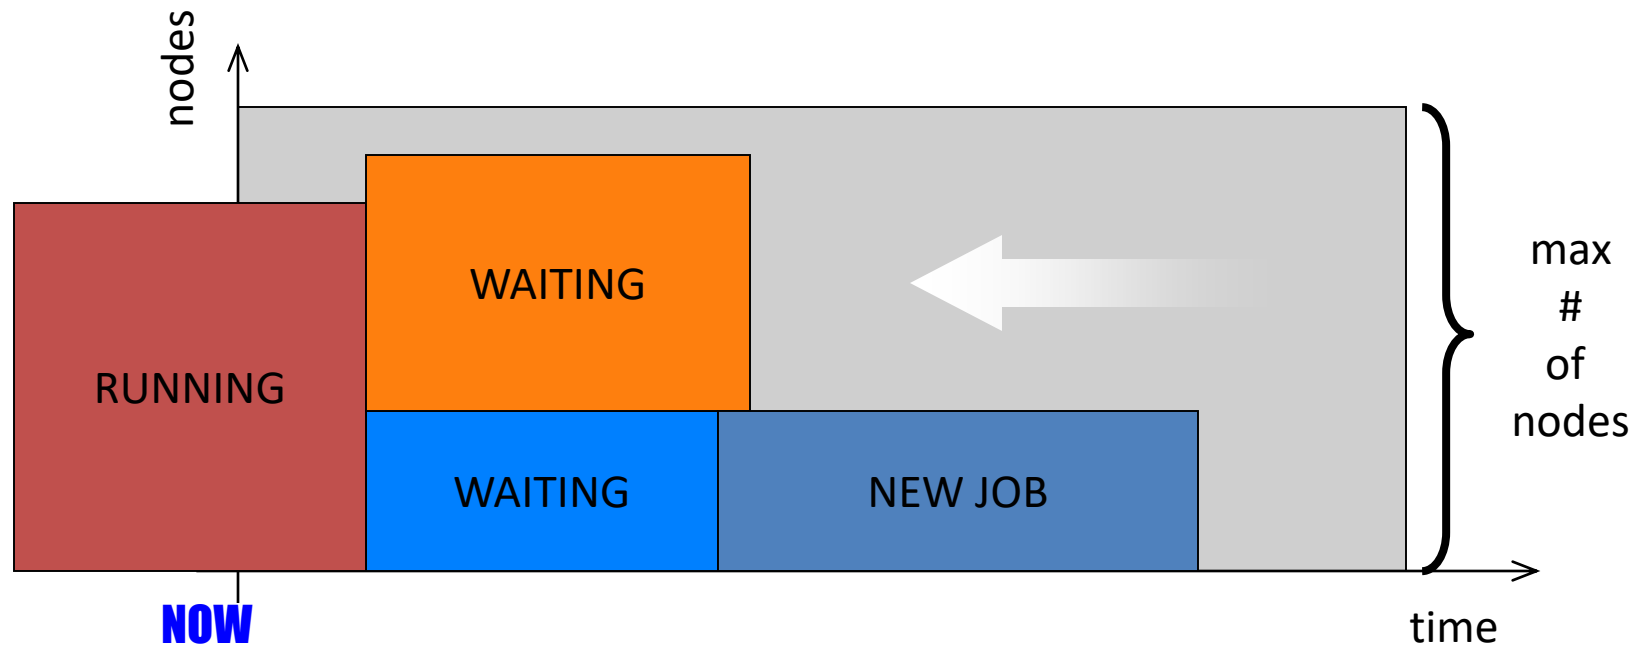 nodes
WAITING
RUNNING
WAITING
NEW JOB
max
#
of
nodes
NOW
time